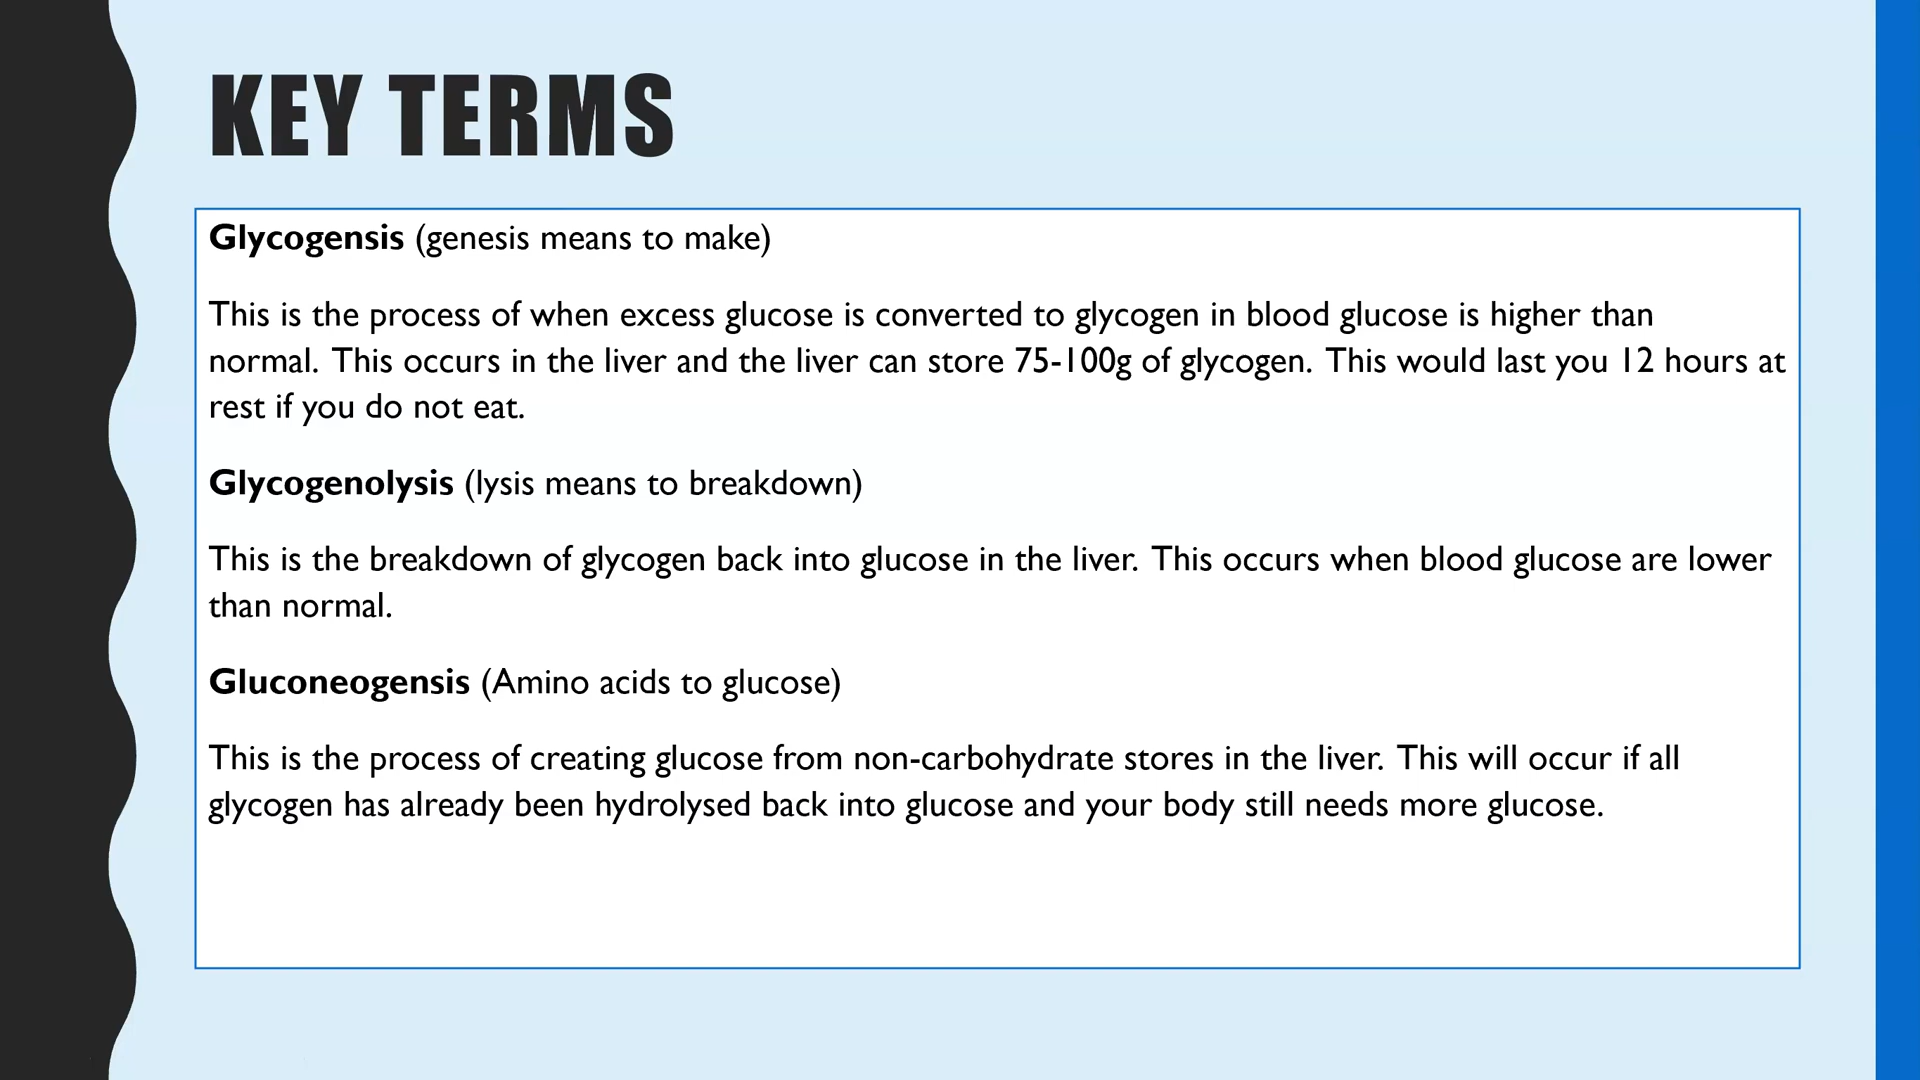 KEY TERMS
Glycogensis (genesis means to make)
This is the process of when excess glucose is converted to glycogen in blood glucose is higher than
normal. This occurs in the liver and the liver can store 75-100g of glycogen. This would last you 12 hours at
rest if you do not eat.
Glycogenolysis (lysis means to breakdown)
This is the breakdown of glycogen back into glucose in the liver. This occurs when blood glucose are lower
than normal.
Gluconeogensis (Amino acids to glucose)
This is the process of creating glucose from non-carbohydrate stores in the liver. This will occur if all
glycogen has already been hydrolysed back into glucose and your body still needs more glucose.